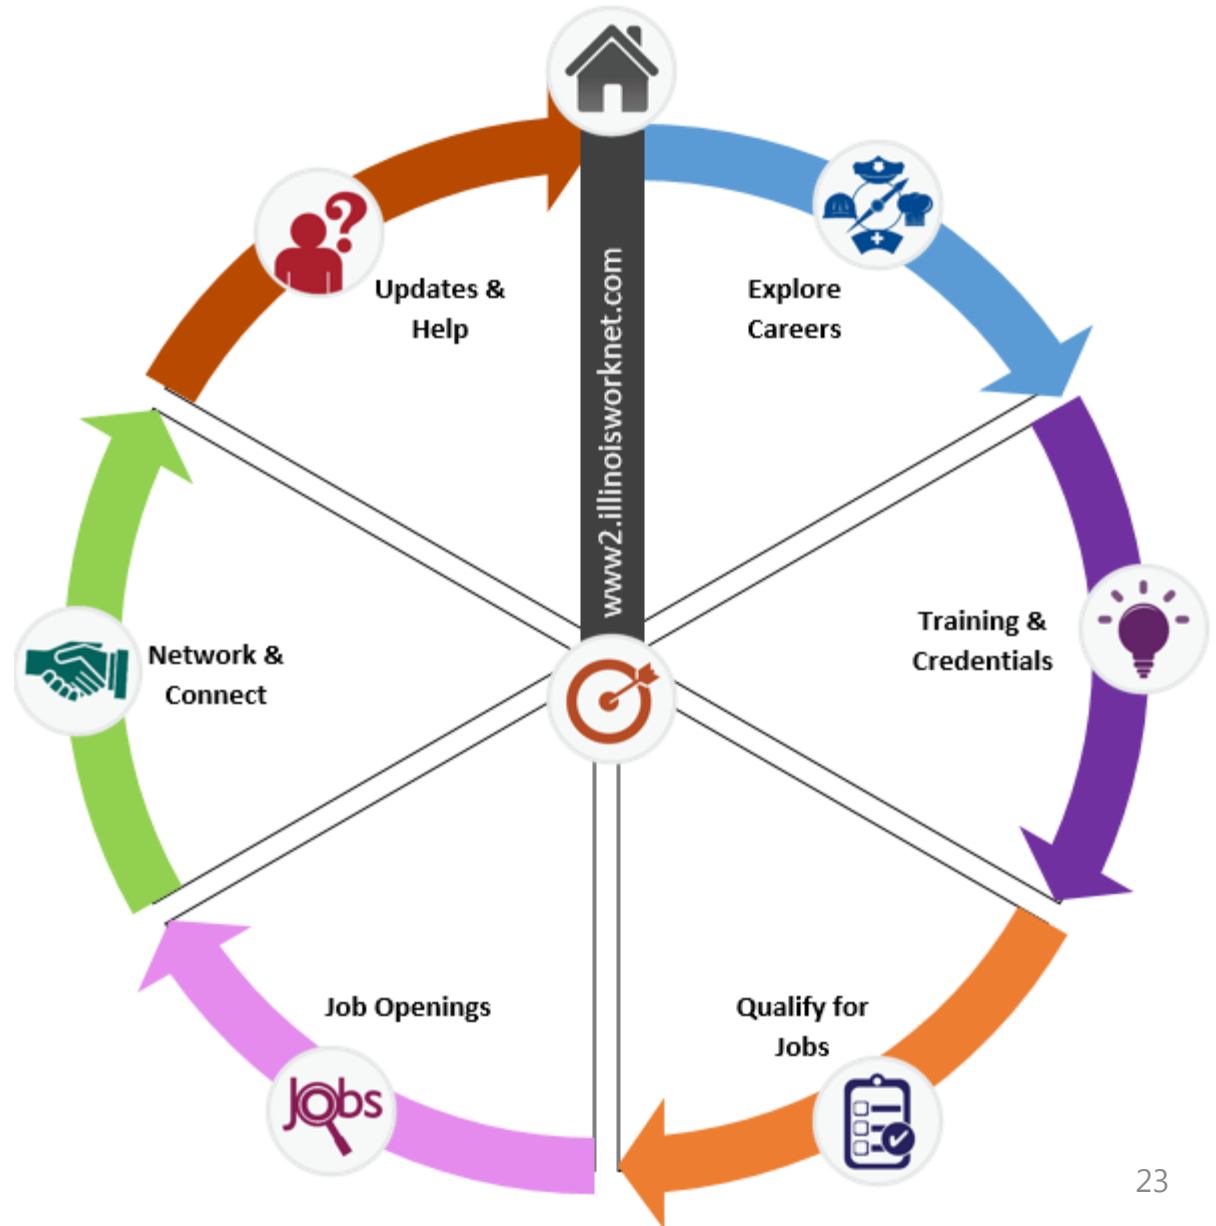 www2.illinoisworknet.com
Updates &
Help
Explore
Careers
Training &
Credentials
Network &
Connect
Job Openings
Qualify for
Jobs
Jobs
23